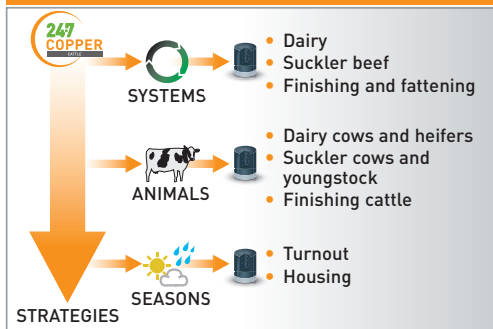 247
COPPER
CATTLE
SYSTEMS
• Dairy
• Suckler beef
• Finishing and fattening
ANIMALS
• Dairy cows and heifers
• Suckler cows and
youngstock
• Finishing cattle
SEASONS
• Turnout
• Housing
STRATEGIES